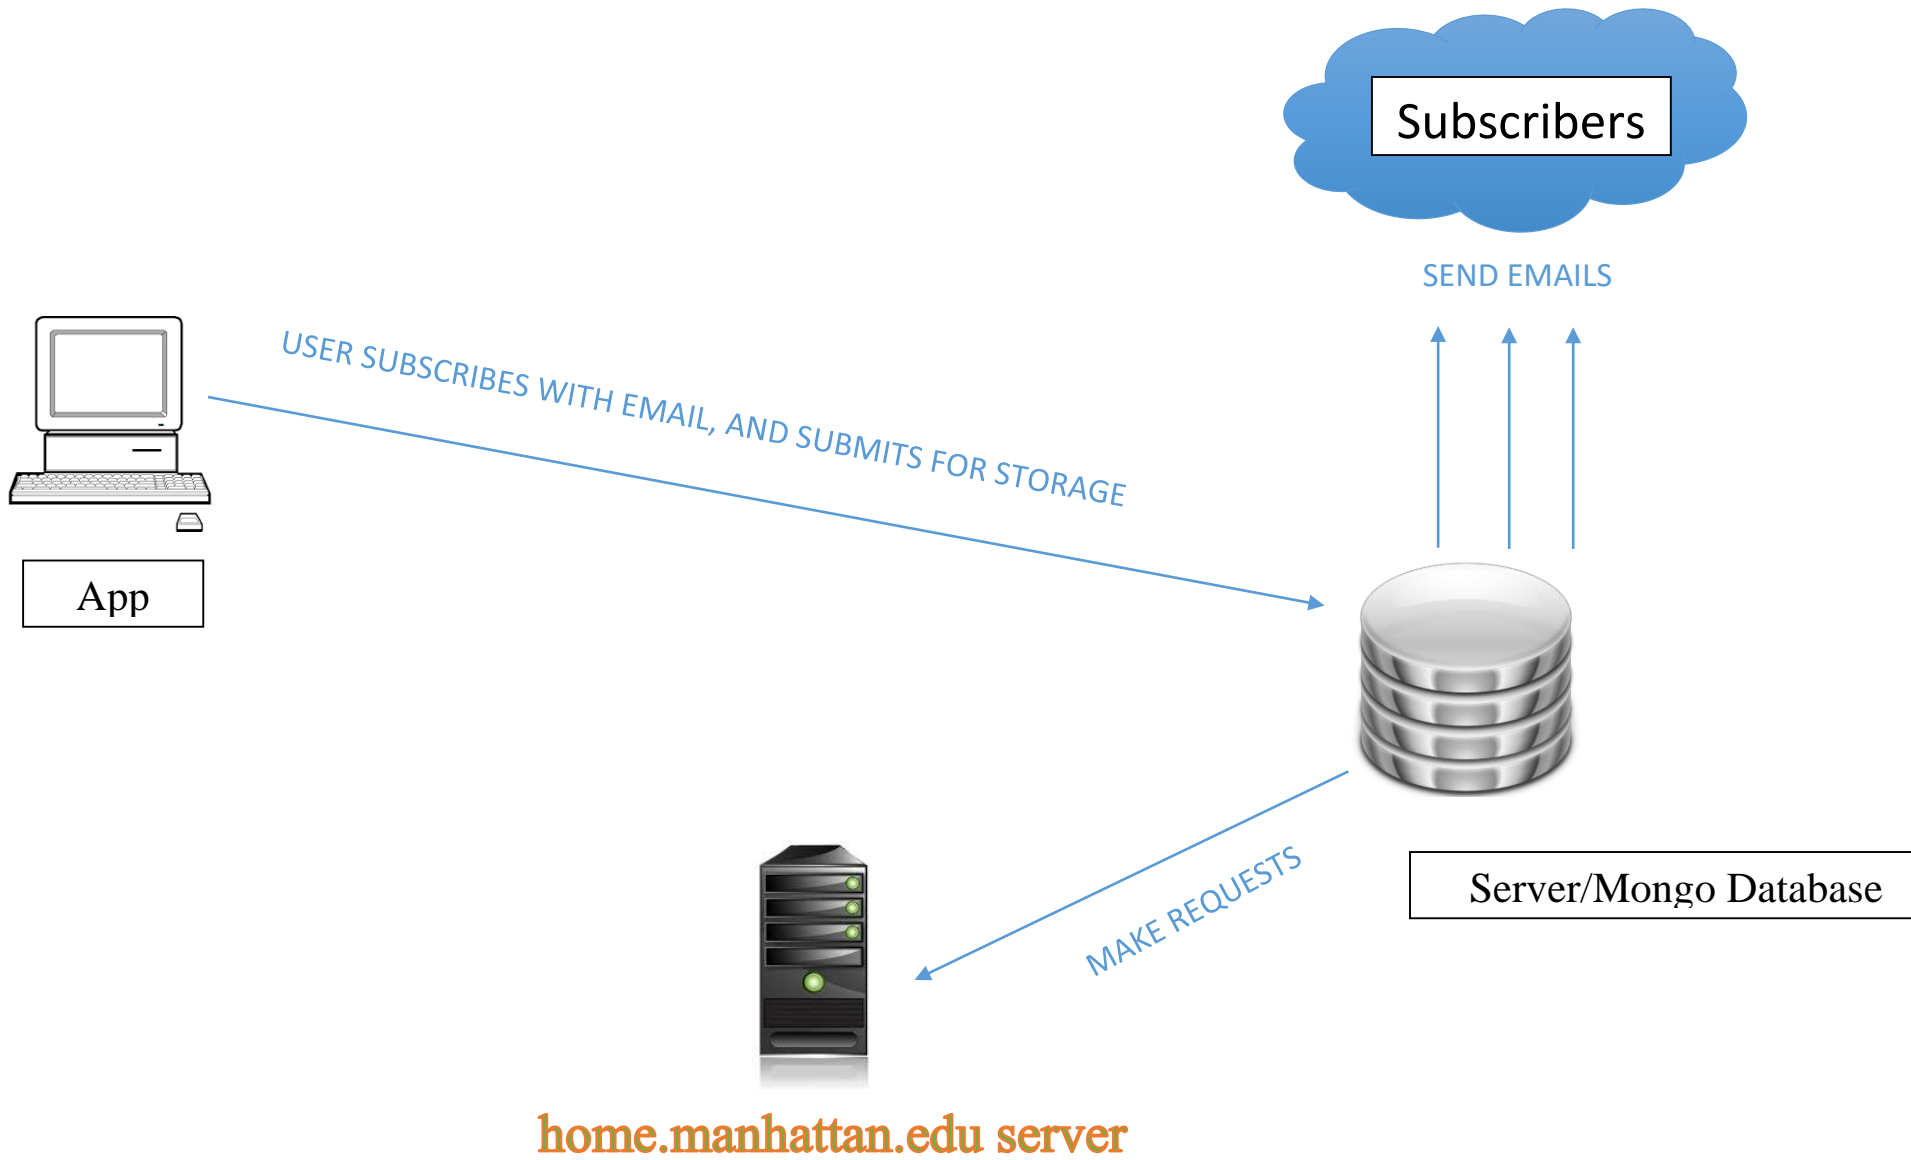 Subscribers
SEND EMAILS
USER SUBSCRIBES WITH EMAIL, AND SUBMITS FOR STORAGE
App
Server/Mongo Database
MAKE REQUESTS
home.manhattan.edu server